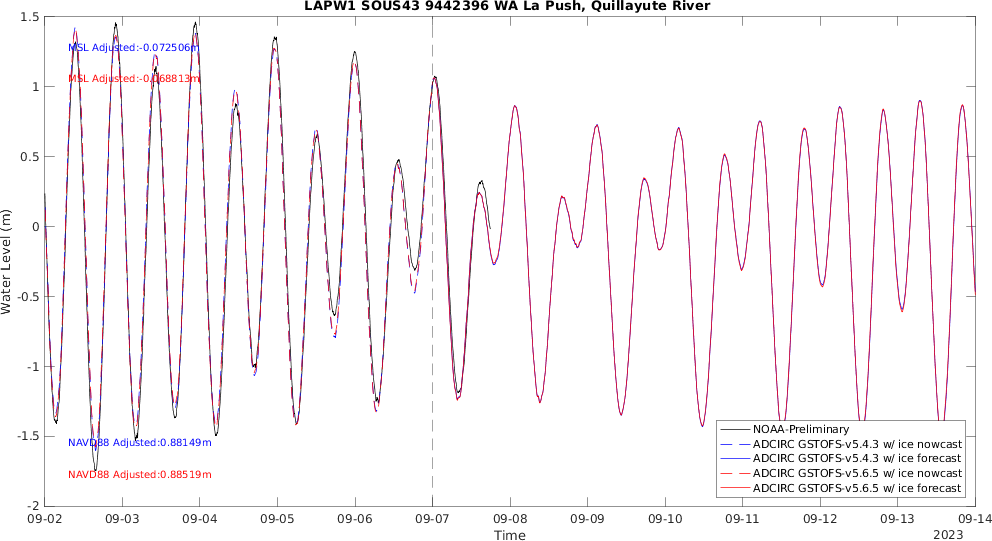 LAPW1 SOUS43 9442396 WA La Push, Quillayute River
1.5
MSL Adjusted:-0.072506m
MSL Adjusted:-0.068813m
1
0.5
0
Water Level (m)
-0.5
-1
-1.5
NAVD88 Adjusted:0.88149m
NAVD88 Adjusted:0.88519m
-2
NOAA-Preliminary
ADCIRC GSTOFS-v5.4.3 w/ ice nowcast
ADCIRC GSTOFS-v5.4.3 w/ ice forecast
ADCIRC GSTOFS-v5.6.5 w/ ice nowcast
ADCIRC GSTOFS-v5.6.5 w/ ice forecast
09-02 09-03 09-04 09-05 09-06 09-07 09-08 09-09 09-10 09-11 09-12 09-13 09-14
Time
2023